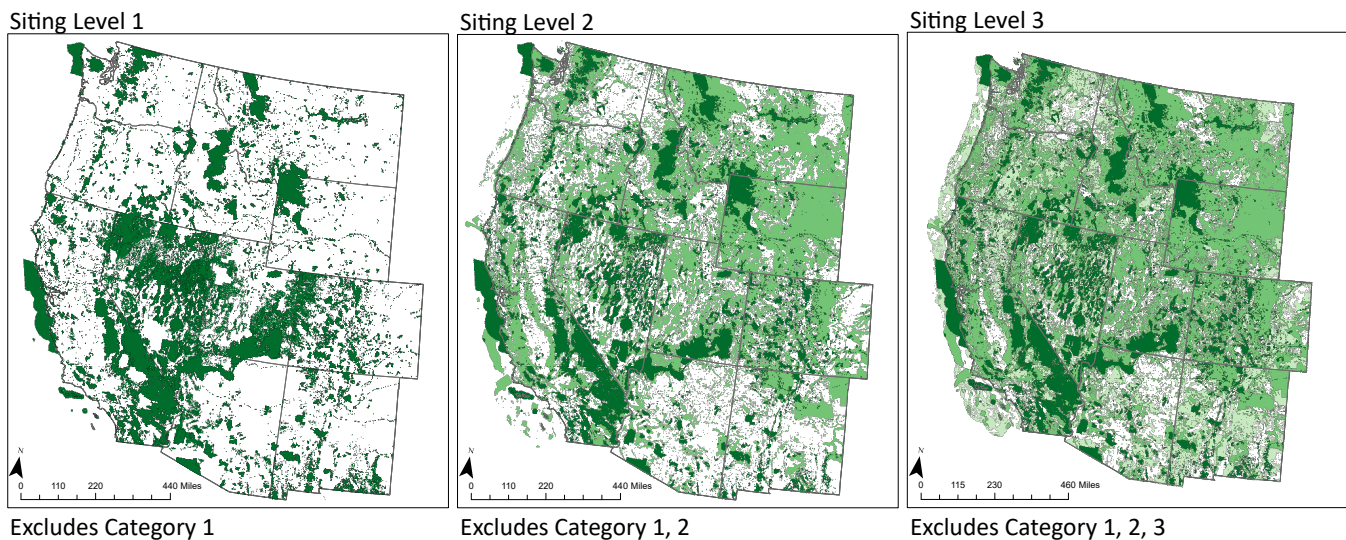 Siting Level 1
Siting Level 2
Siting Level 3
N
0 110 220 440 Miles
N
0 110 220 440 Miles
N
0 115 230 460 Miles
Excludes Category 1
Excludes Category 1, 2
Excludes Category 1, 2, 3